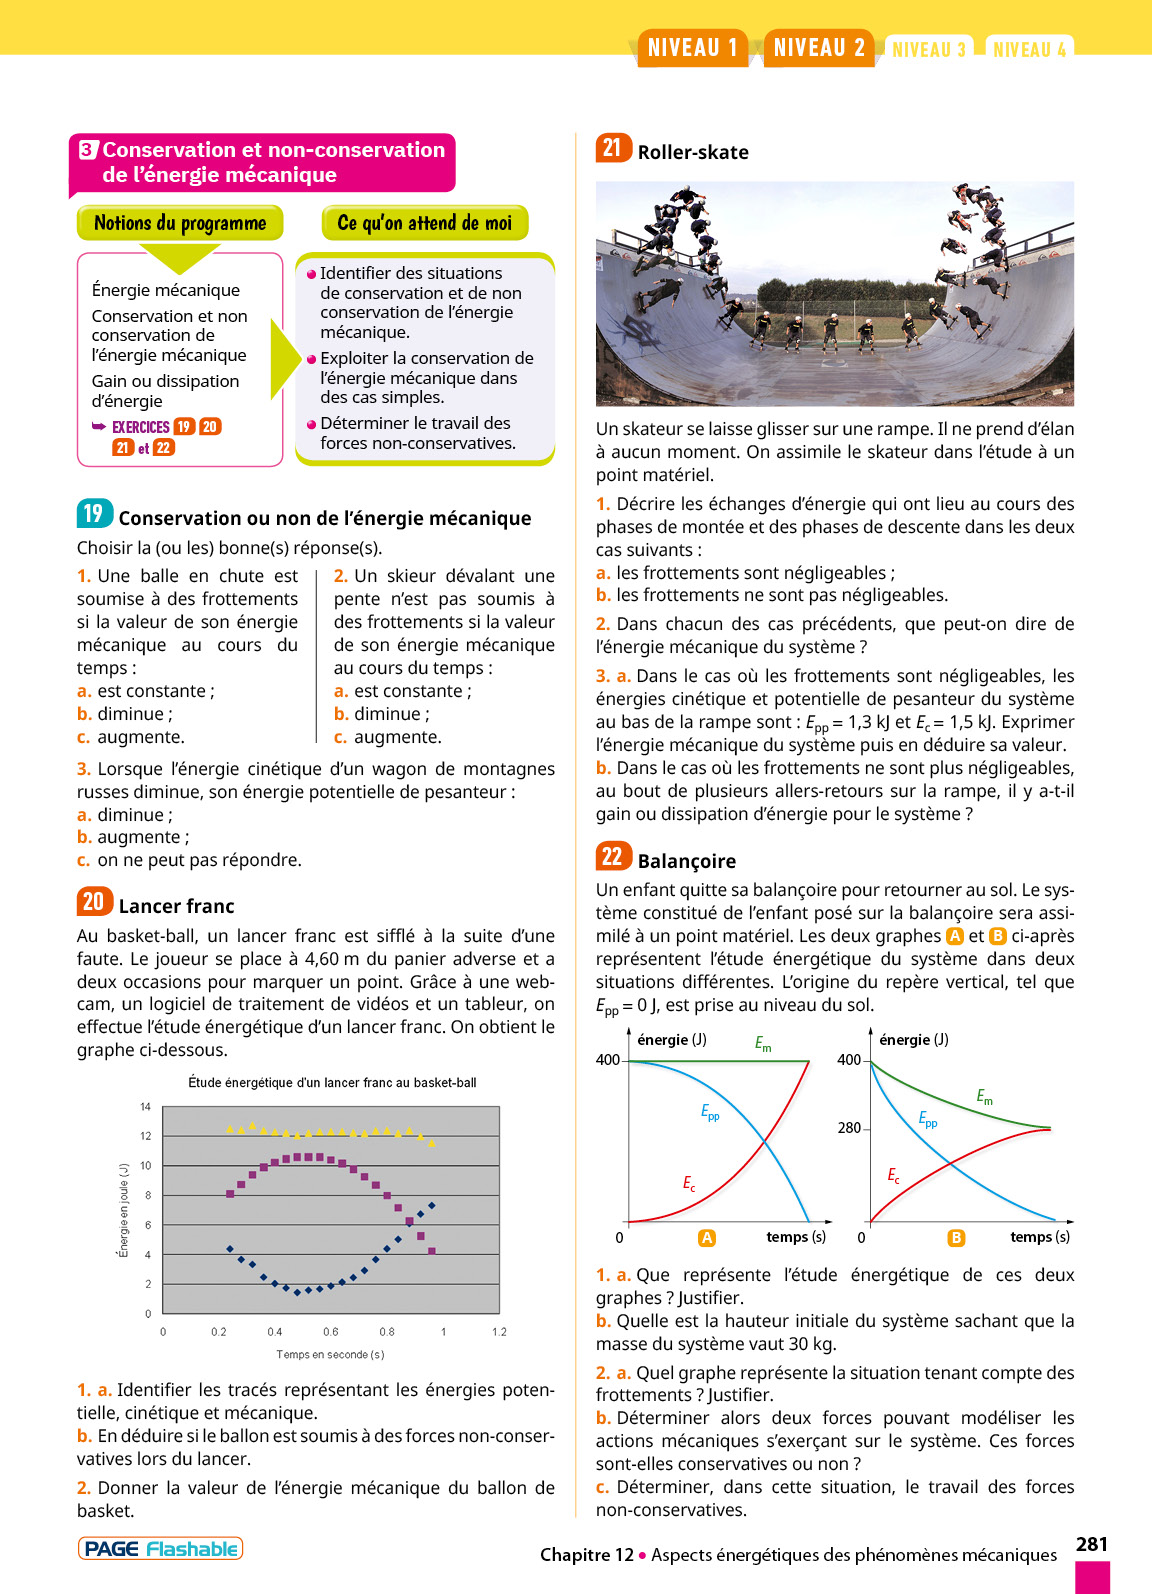 NIVEAU 1
NIVEAU 2
NIVEAU 3
NIVEAU 4
3 Conservation et non-conservation
de l'énergie mécanique
Notions du programme
Énergie mécanique
Conservation et non
conservation de
l'énergie mécanique
Gain ou dissipation
d'énergie
➥ EXERCICES 19 20
21 et 22
Ce qu'on attend de moi
● Identifier des situations
de conservation et de non
conservation de l'énergie
mécanique.
● Exploiter la conservation de
l'énergie mécanique dans
des cas simples.
● Déterminer le travail des
forces non-conservatives.
19 Conservation ou non de l'énergie mécanique
Choisir la (ou les) bonne(s) réponse(s).
1. Une balle en chute est
soumise à des frottements
si la valeur de son énergie
mécanique au cours du
temps :
a. est constante ;
b. diminue ;
c. augmente.
2. Un skieur dévalant une
pente n'est pas soumis à
des frottements si la valeur
de son énergie mécanique
au cours du temps :
a. est constante ;
b. diminue ;
c. augmente.
3. Lorsque l'énergie cinétique d'un wagon de montagnes
russes diminue, son énergie potentielle de pesanteur :
a. diminue ;
b. augmente ;
c. on ne peut pas répondre.
20 Lancer franc
Au basket-ball, un lancer franc est sifflé à la suite d'une
faute. Le joueur se place à 4,60 m du panier adverse et a
deux occasions pour marquer un point. Grâce à une web-
cam, un logiciel de traitement de vidéos et un tableur, on
effectue l'étude énergétique d'un lancer franc. On obtient le
graphe ci-dessous.
Étude énergétique d'un lancer franc au basket-ball
Énergie en joule (J)
14
12
10
8
6
4
2
0
0 0.2 0.4 0.6 0.8 1 1.2
Temps en seconde (s)
1. a. Identifier les tracés représentant les énergies poten-
tielle, cinétique et mécanique.
b. En déduire si le ballon est soumis à des forces non-conser-
vatives lors du lancer.
2. Donner la valeur de l'énergie mécanique du ballon de
basket.
21 Roller-skate
Un skateur se laisse glisser sur une rampe. Il ne prend d'élan
à aucun moment. On assimile le skateur dans l'étude à un
point matériel.
1. Décrire les échanges d'énergie qui ont lieu au cours des
phases de montée et des phases de descente dans les deux
cas suivants :
a. les frottements sont négligeables ;
b. les frottements ne sont pas négligeables.
2. Dans chacun des cas précédents, que peut-on dire de
l'énergie mécanique du système ?
3. a. Dans le cas où les frottements sont négligeables, les
énergies cinétique et potentielle de pesanteur du système
au bas de la rampe sont : Epp = 1,3 kJ et Ec = 1,5 kJ. Exprimer
l'énergie mécanique du système puis en déduire sa valeur.
b. Dans le cas où les frottements ne sont plus négligeables,
au bout de plusieurs allers-retours sur la rampe, il y a-t-il
gain ou dissipation d'énergie pour le système ?
22 Balançoire
Un enfant quitte sa balançoire pour retourner au sol. Le sys-
tème constitué de l'enfant posé sur la balançoire sera assi-
milé à un point matériel. Les deux graphes A et B ci-après
représentent l'étude énergétique du système dans deux
situations différentes. L'origine du repère vertical, tel que
Epp = 0 J, est prise au niveau du sol.
énergie (J)
400
Em
Epp
Ec
0
A
temps (s)
énergie (J)
400
280
Em
Epp
Ec
0
B
temps (s)
1. a. Que représente l'étude énergétique de ces deux
graphes ? Justifier.
b. Quelle est la hauteur initiale du système sachant que la
masse du système vaut 30 kg.
2. a. Quel graphe représente la situation tenant compte des
frottements ? Justifier.
b. Déterminer alors deux forces pouvant modéliser les
actions mécaniques s'exerçant sur le système. Ces forces
sont-elles conservatives ou non ?
c. Déterminer, dans cette situation, le travail des forces
non-conservatives.
PAGE Flashable
Chapitre 12 ● Aspects énergétiques des phénomènes mécaniques
281